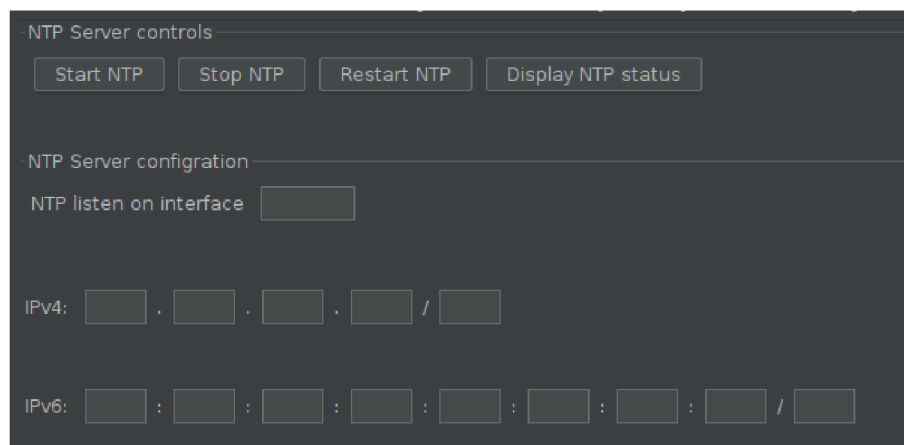 NTP Server controls
Start NTP Stop NTP Restart NTP Display NTP status
NTP Server configration
NTP listen on interface
IPv4: . . . /
IPv6: : : : : : : : /